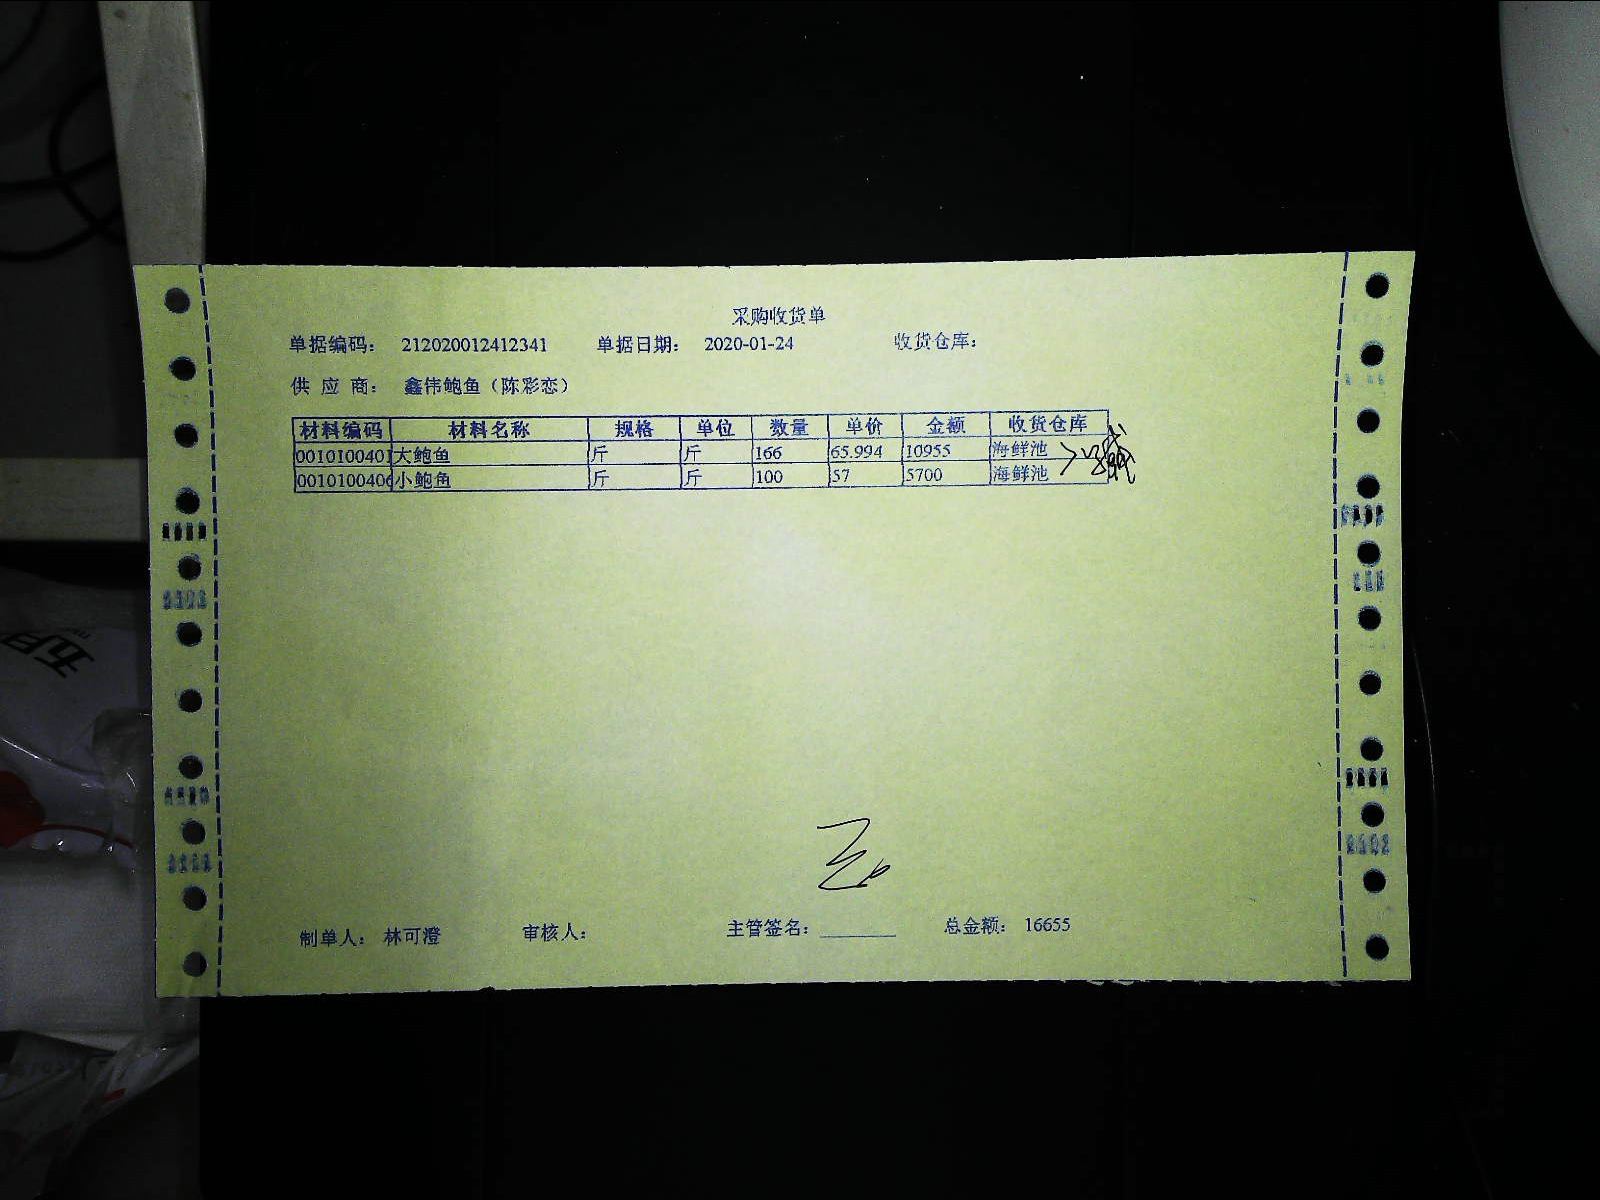 采购收货单
单据编码： 212020012412341 单据日期： 2020-01-24 收货仓库：
供 应 商： 鑫伟鲍鱼（陈彩恋）
材料编码 材料名称 规格 单位 数量 单价 金额 收货仓库
0010100401 大鲍鱼 斤 斤 166 65.994 10955 海鲜池
0010100406 小鲍鱼 斤 斤 100 57 5700 海鲜池
制单人： 林可澄 审核人： 主管签名： 总金额： 16655